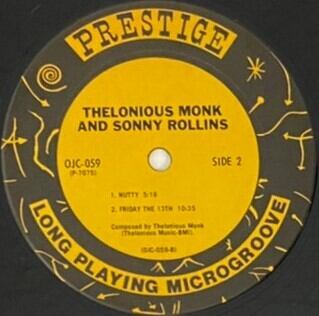 PRESTIGE
THELONIOUS MONK
AND SONNY ROLLINS
OJC-059
(P-7075)
SIDE 2
1. NUTTY 5:16
2. FRIDAY THE 13TH 10:35
Composed by Thelonious Monk
(Thelonious Music-BMI).
(OJC-059-B)
LONG PLAYING MICROGROOVE